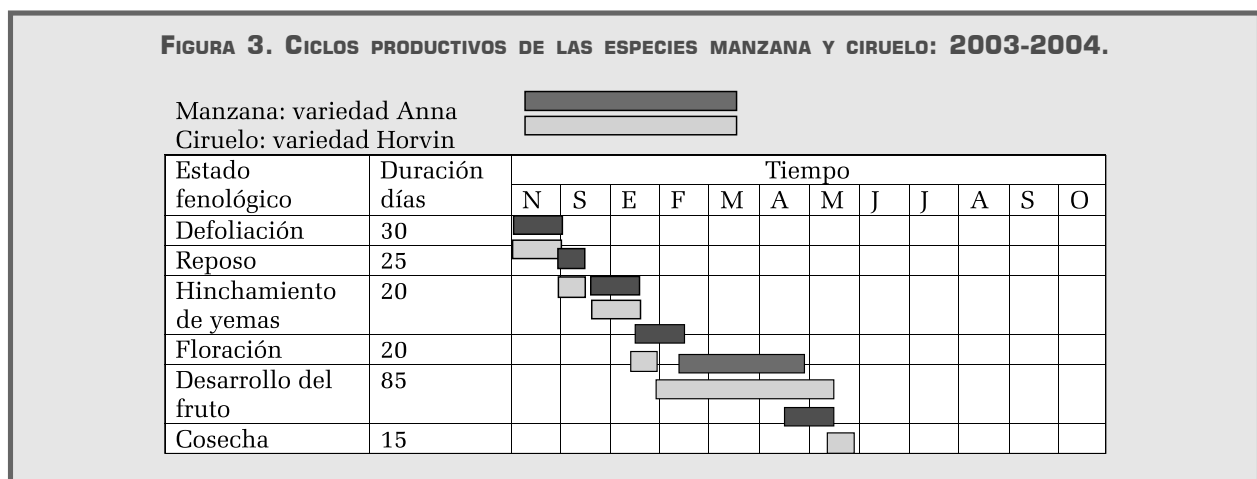 FIGURA 3. CICLOS PRODUCTIVOS DE LAS ESPECIES MANZANA Y CIRUELO: 2003-2004.
Manzana: variedad Anna
Ciruelo: variedad Horvin
Estado fenológico Duración días Tiempo
N S E F M A M J J A S O
Defoliación 30
Reposo 25
Hinchamiento de yemas 20
Floración 20
Desarrollo del fruto 85
Cosecha 15